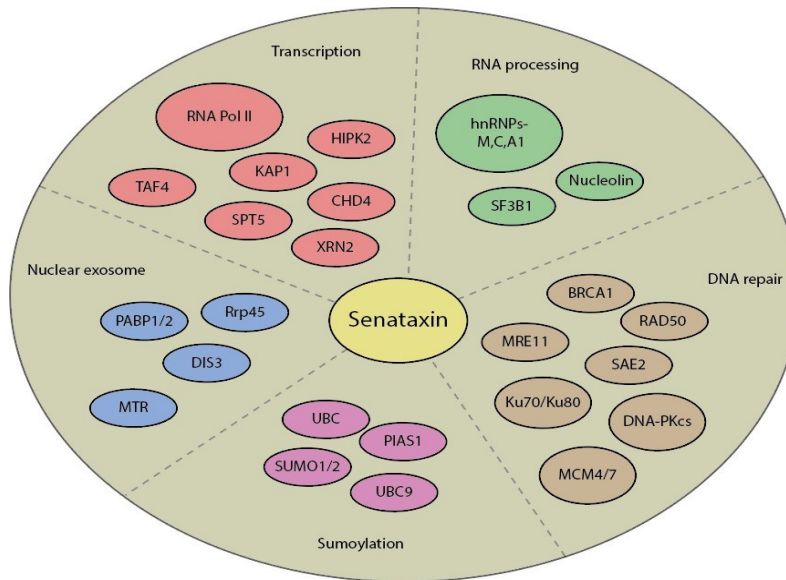 Transcription
RNA Pol II
HIPK2
KAP1
TAF4
CHD4
SPT5
XRN2
RNA processing
hnRNPs-
M,C,A1
Nucleolin
SF3B1
Nuclear exosome
PABP1/2
Rrp45
DIS3
MTR
Senataxin
DNA repair
BRCA1
RAD50
MRE11
SAE2
Ku70/Ku80
DNA-PKcs
MCM4/7
UBC
PIAS1
SUMO1/2
UBC9
Sumoylation